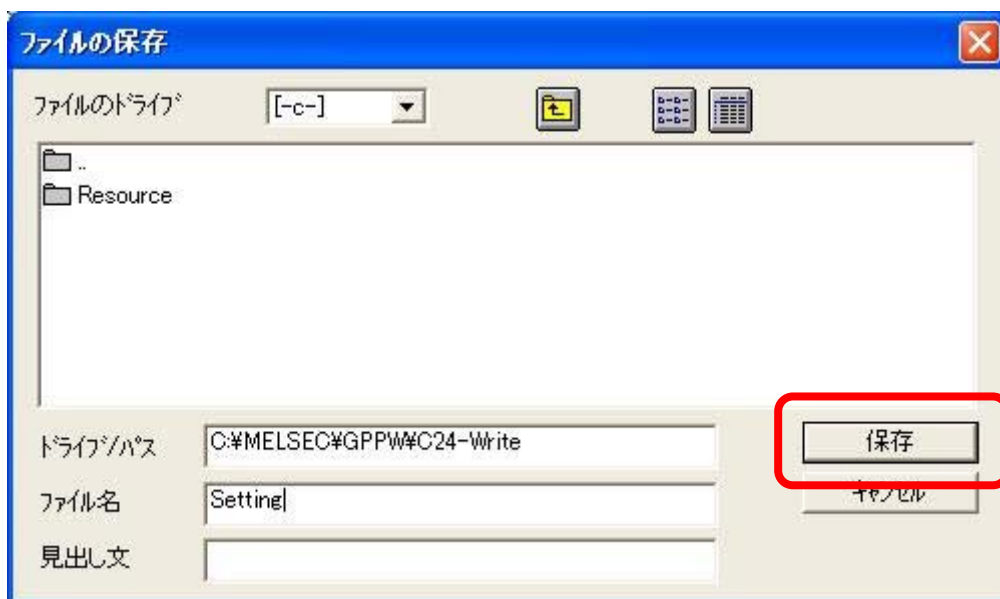 ファイルの保存
ﾌｧｲﾙのﾄﾞﾗｲﾌﾞ [-c-]
..
Resource
ﾄﾞﾗｲﾌﾞ/ﾊﾟｽ C:¥MELSEC¥GPPW¥C24-Write 保存
ﾌｧｲﾙ名 Setting ｷｬﾝｾﾙ
見出し文